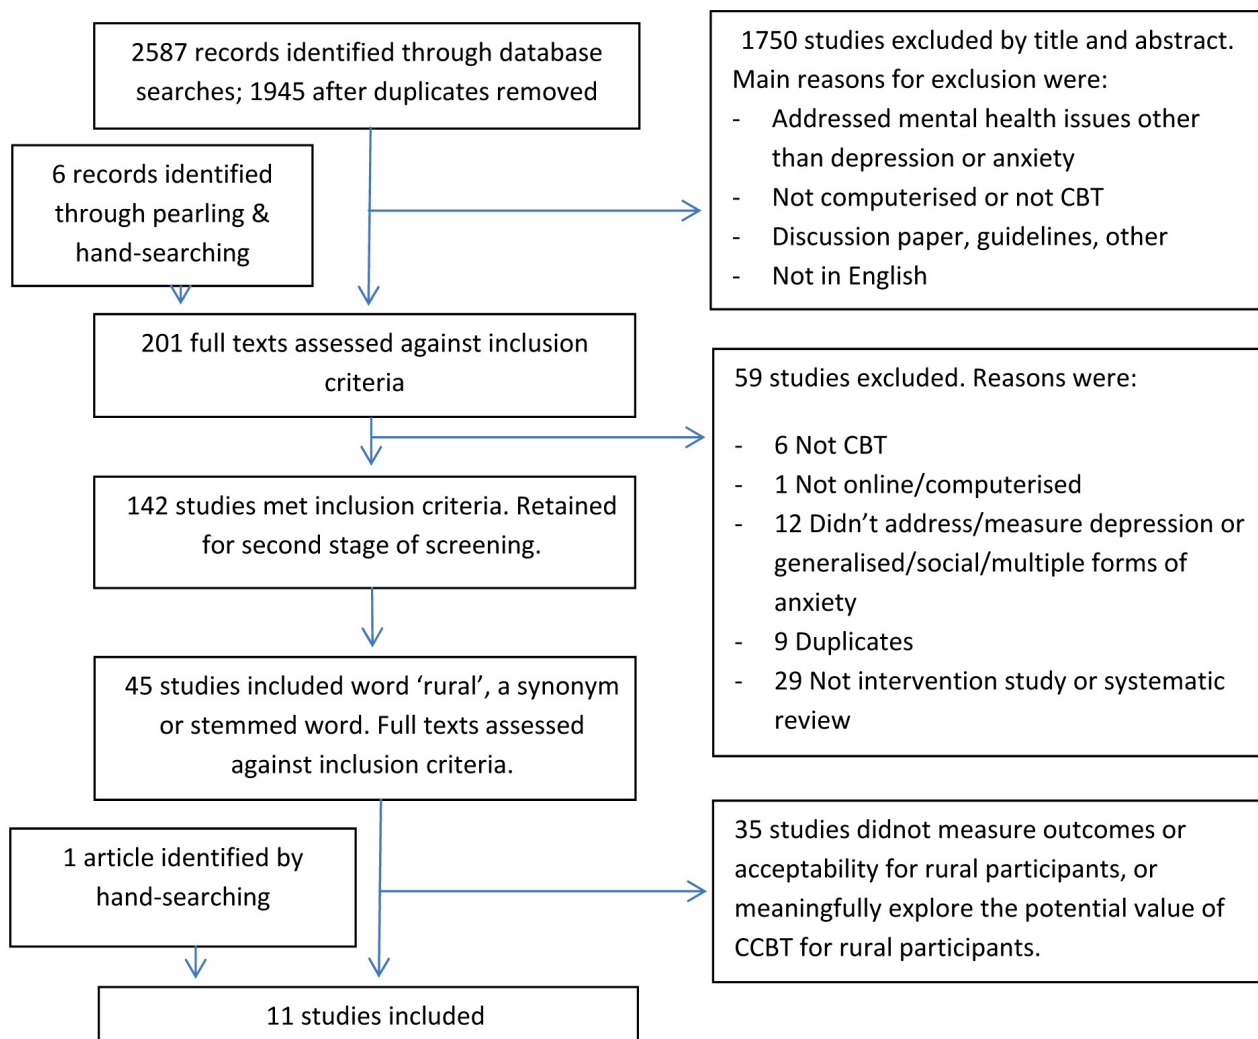 2587 records identified through database
searches; 1945 after duplicates removed
1750 studies excluded by title and abstract.
Main reasons for exclusion were:
- Addressed mental health issues other
than depression or anxiety
- Not computerised or not CBT
- Discussion paper, guidelines, other
- Not in English
6 records identified
through pearling &
hand-searching
201 full texts assessed against inclusion
criteria
59 studies excluded. Reasons were:
- 6 Not CBT
- 1 Not online/computerised
- 12 Didn’t address/measure depression or
generalised/social/multiple forms of
anxiety
- 9 Duplicates
- 29 Not intervention study or systematic
review
142 studies met inclusion criteria. Retained
for second stage of screening.
45 studies included word ‘rural’, a synonym
or stemmed word. Full texts assessed
against inclusion criteria.
1 article identified by
hand-searching
35 studies didnot measure outcomes or
acceptability for rural participants, or
meaningfully explore the potential value of
CCBT for rural participants.
11 studies included